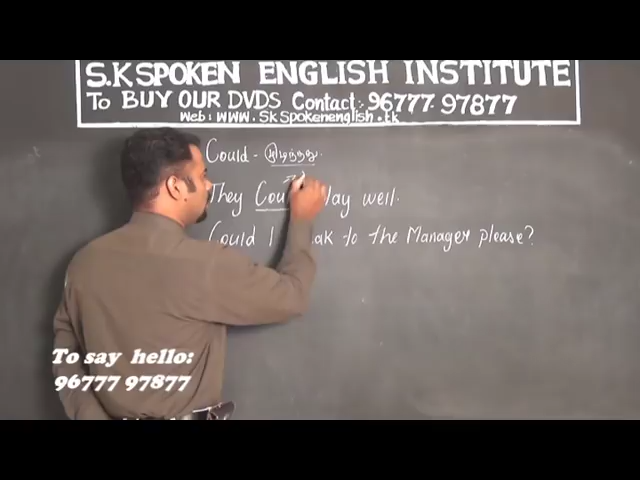 S.K SPOKEN ENGLISH INSTITUTE
To BUY OUR DVDS Contact:- 96777 97877
Web: WWW.SkSpokenenglish.tk
Could - முடிந்தது.
They Cou lay well.
Could I ak to the Manager please?
To say hello:
96777 97877